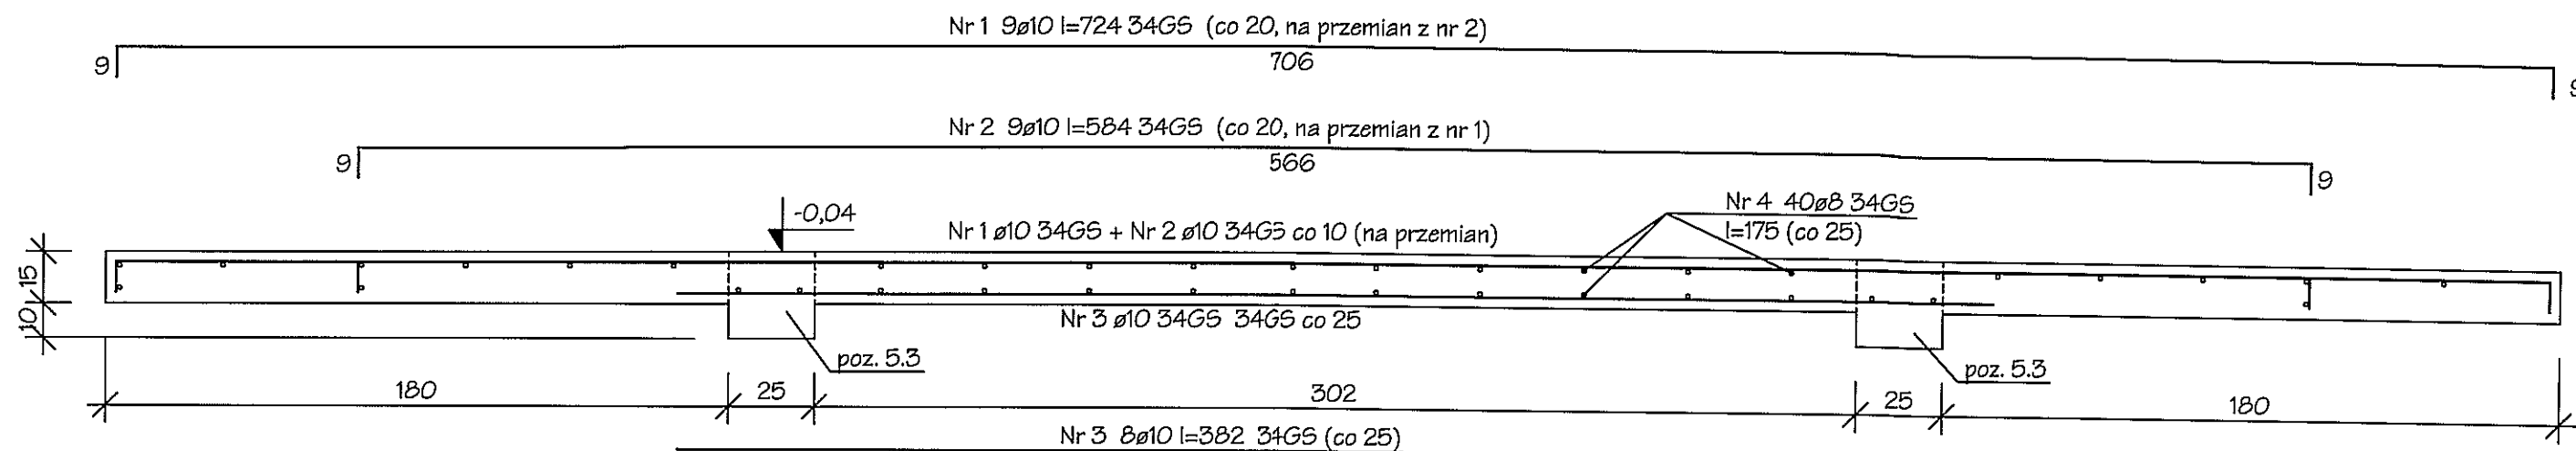 Nr 1 9ø10 l=724 34GS (co 20, na przemian z nr 2)
9
706
9
Nr 2 9ø10 l=584 34GS (co 20, na przemian z nr 1)
9
566
9
-0,04
Nr 4 40ø8 34GS
l=175 (co 25)
Nr 1 ø10 34GS + Nr 2 ø10 34GS co 10 (na przemian)
15
10
Nr 3 ø10 34GS 34GS co 25
poz. 5.3
poz. 5.3
180
25
302
25
180
Nr 3 8ø10 l=382 34GS (co 25)